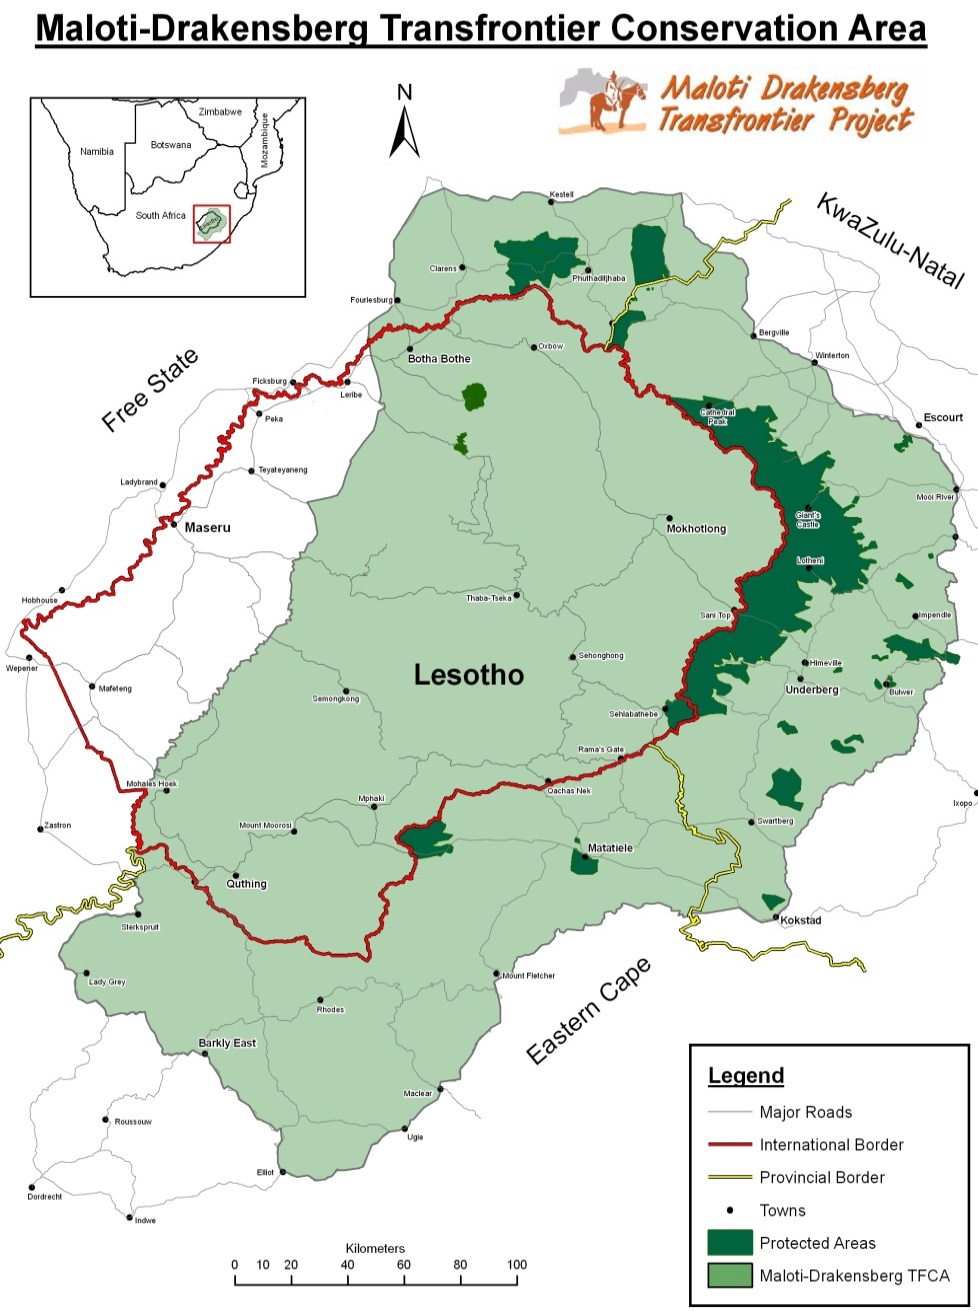 Maloti-Drakensberg Transfrontier Conservation Area
Maloti Drakensberg
Transfrontier Project
N
Zimbabwe
Namibia
Botswana
Mozambique
South Africa
KwaZulu-Natal
Free State
Eastern Cape
Kestell
Clarens
Phuthaditjhaba
Fouriesburg
Bergville
Botha Bothe
Oxbow
Winterton
Ficksburg
Leribe
Peka
Cathedral
Peak
Escourt
Teyateyaneng
Ladybrand
Mooi River
Maseru
Mokhotlong
Giant's
Castle
Lotheni
Hobhouse
Thaba-Tseka
Sani Top
Impendle
Wepener
Sehonghong
Himeville
Lesotho
Mafeteng
Semongkong
Underberg
Bulwer
Sehlabathebe
Rama's Gate
Mohales Hoek
Qachas Nek
Mphaki
Ixopo
Zastron
Mount Moorosi
Swartberg
Matatiele
Quthing
Sterkspruit
Kokstad
Lady Grey
Mount Fletcher
Rhodes
Barkly East
Maclear
Roussouw
Ugie
Elliot
Dordrecht
Indwe
Legend
Major Roads
International Border
Provincial Border
Towns
Protected Areas
Maloti-Drakensberg TFCA
Kilometers
0 10 20 40 60 80 100